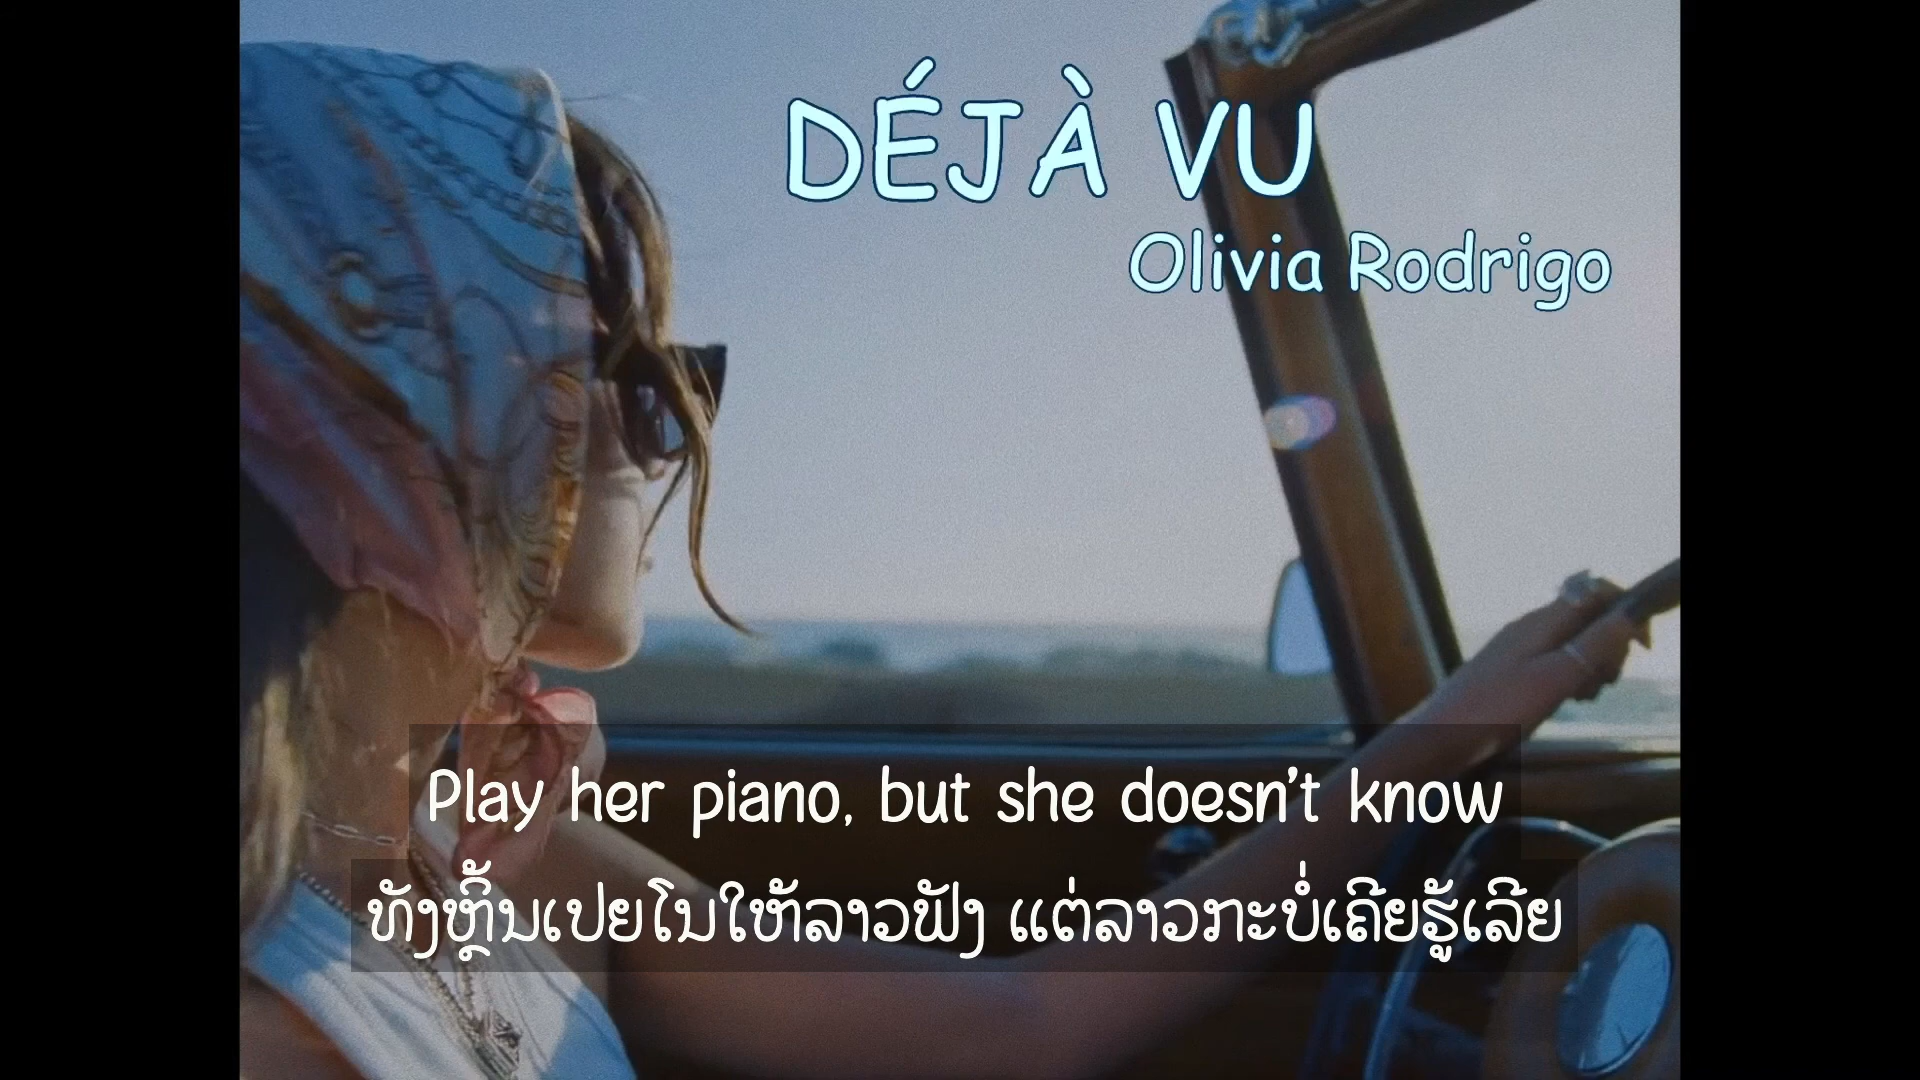 DÉJÀ VU
Olivia Rodrigo
Play her piano, but she doesn't know
ທັງຫຼິ້ນເປຍໂນໃຫ້ລາວຟັງ ແຕ່ລາວກະບໍ່ເຄີຍຮູ້ເລີຍ